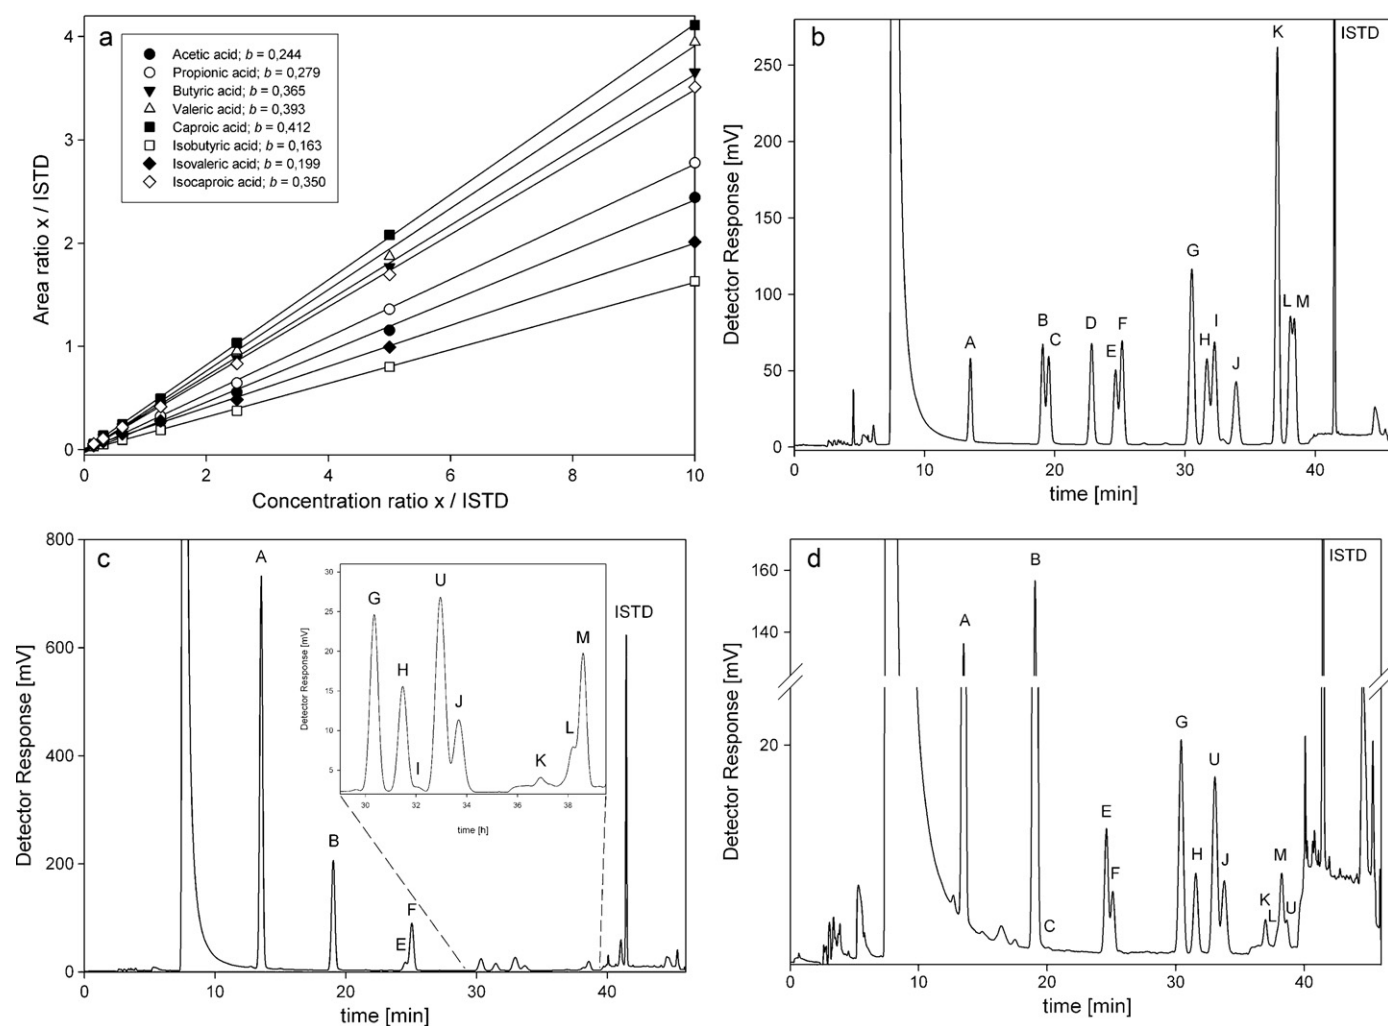 a
Acetic acid; b = 0,244
Propionic acid; b = 0,279
Butyric acid; b = 0,365
Valeric acid; b = 0,393
Caproic acid; b = 0,412
Isobutyric acid; b = 0,163
Isovaleric acid; b = 0,199
Isocaproic acid; b = 0,350
Area ratio x / ISTD
4
3
2
1
0
0 2 4 6 8 10
Concentration ratio x / ISTD
b
ISTD
K
G
L M
B C D F
E
H I
J
A
Detector Response [mV]
250
200
150
100
50
0
0 10 20 30 40
time [min]
c
A
ISTD
B
F
E
Detector Response [mV]
800
600
400
200
0
0 10 20 30 40
time [min]
G
H
I
U
J
K
L
M
Detector Response [mV]
30
25
20
15
10
5
30 32 34 36 38
time [h]
d
ISTD
B
A
C
E
F
G
H
U
J
K
L
M
U
Detector Response [mV]
160
140
20
0 10 20 30 40
time [min]